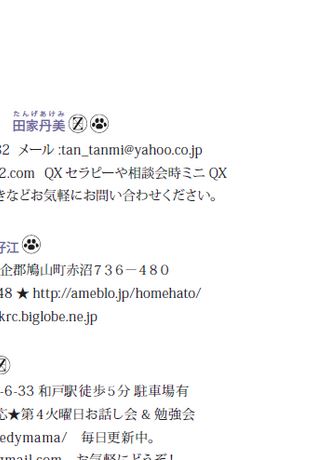 たんげあけみ
田家丹美
82 メール :tan_tanmi@yahoo.co.jp
2.com QX セラピーや相談会時ミニ QX
きなどお気軽にお問い合わせください。
好江
企郡鳩山町赤沼７３６－４８０
48 ★ http://ameblo.jp/homehato/
krc.biglobe.ne.jp
-6-33 和戸駅徒歩５分 駐車場有
応★第４火曜日お話し会 & 勉強会
edymama/ 毎日更新中。
gmail.com お気軽にどうぞ！